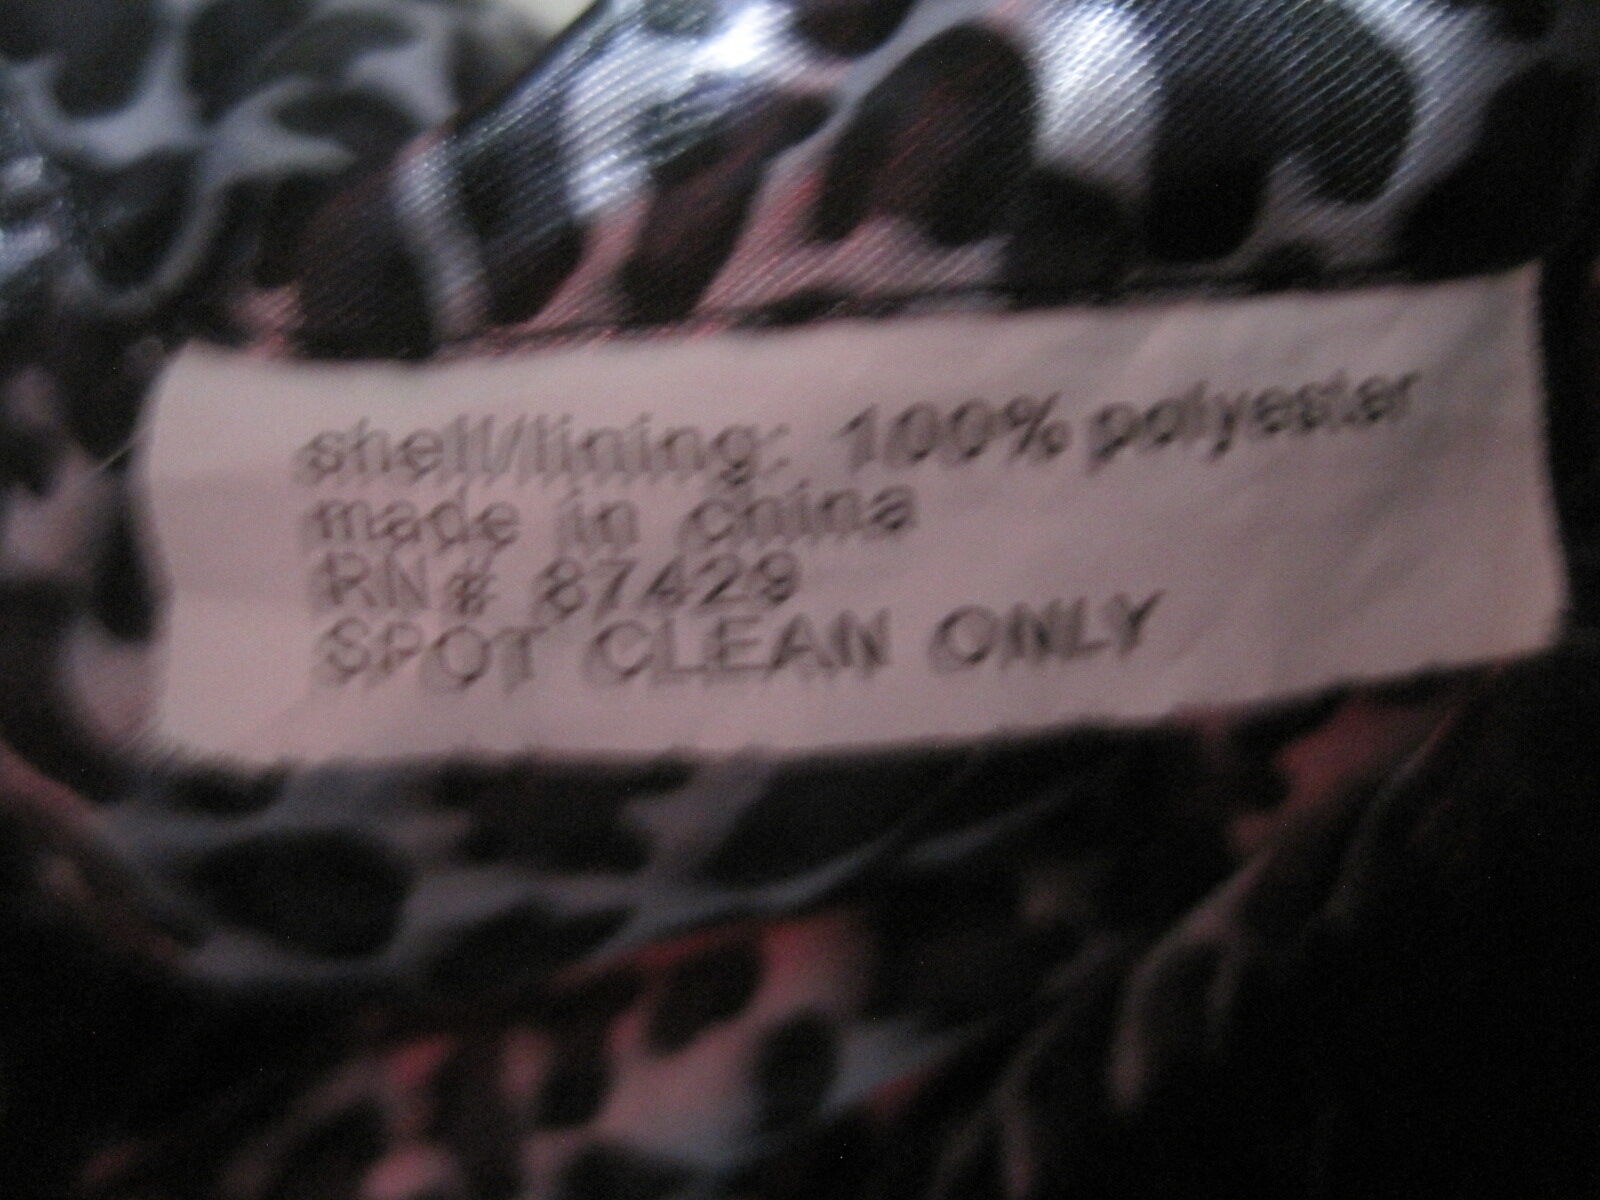 shell/lining: 100% polyester
made in china
RN# 87429
SPOT CLEAN ONLY